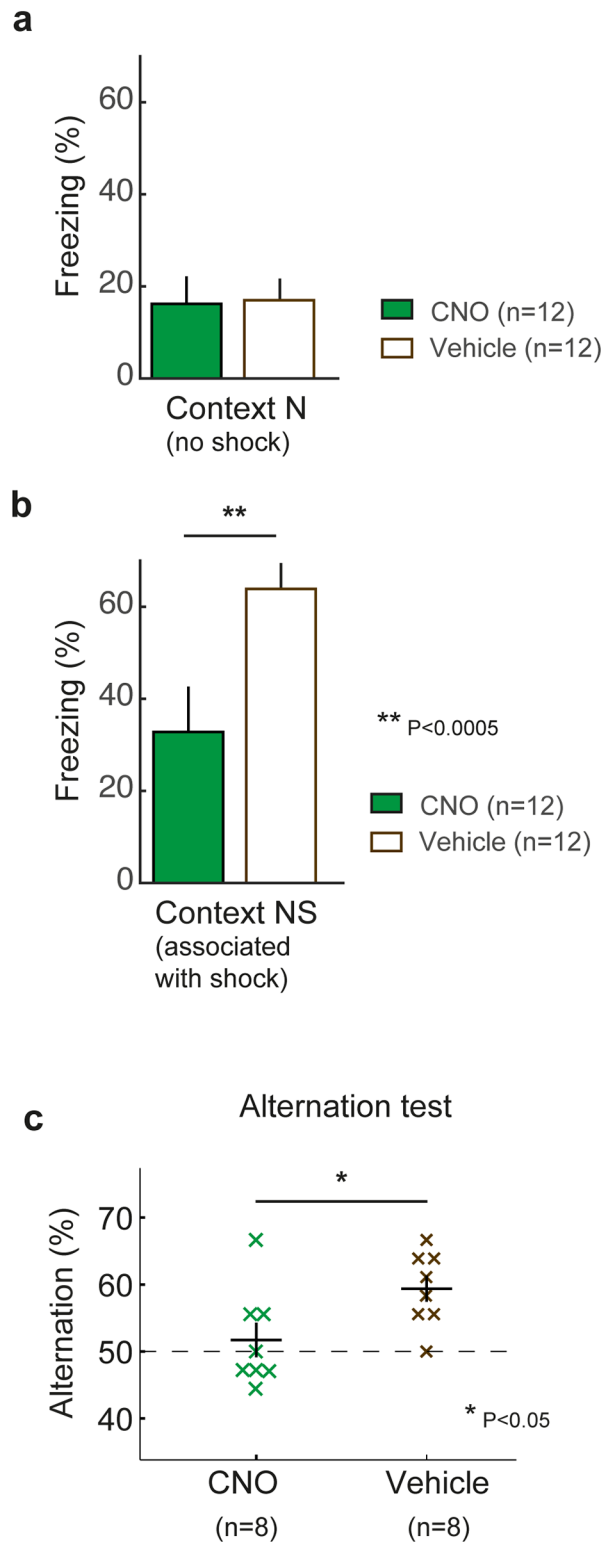 a
Freezing (%)
60
40
20
0
CNO (n=12)
Vehicle (n=12)
Context N
(no shock)
b
**
Freezing (%)
60
40
20
0
** P<0.0005
CNO (n=12)
Vehicle (n=12)
Context NS
(associated
with shock)
c
Alternation test
*
Alternation (%)
70
60
50
40
* P<0.05
CNO
Vehicle
(n=8)
(n=8)